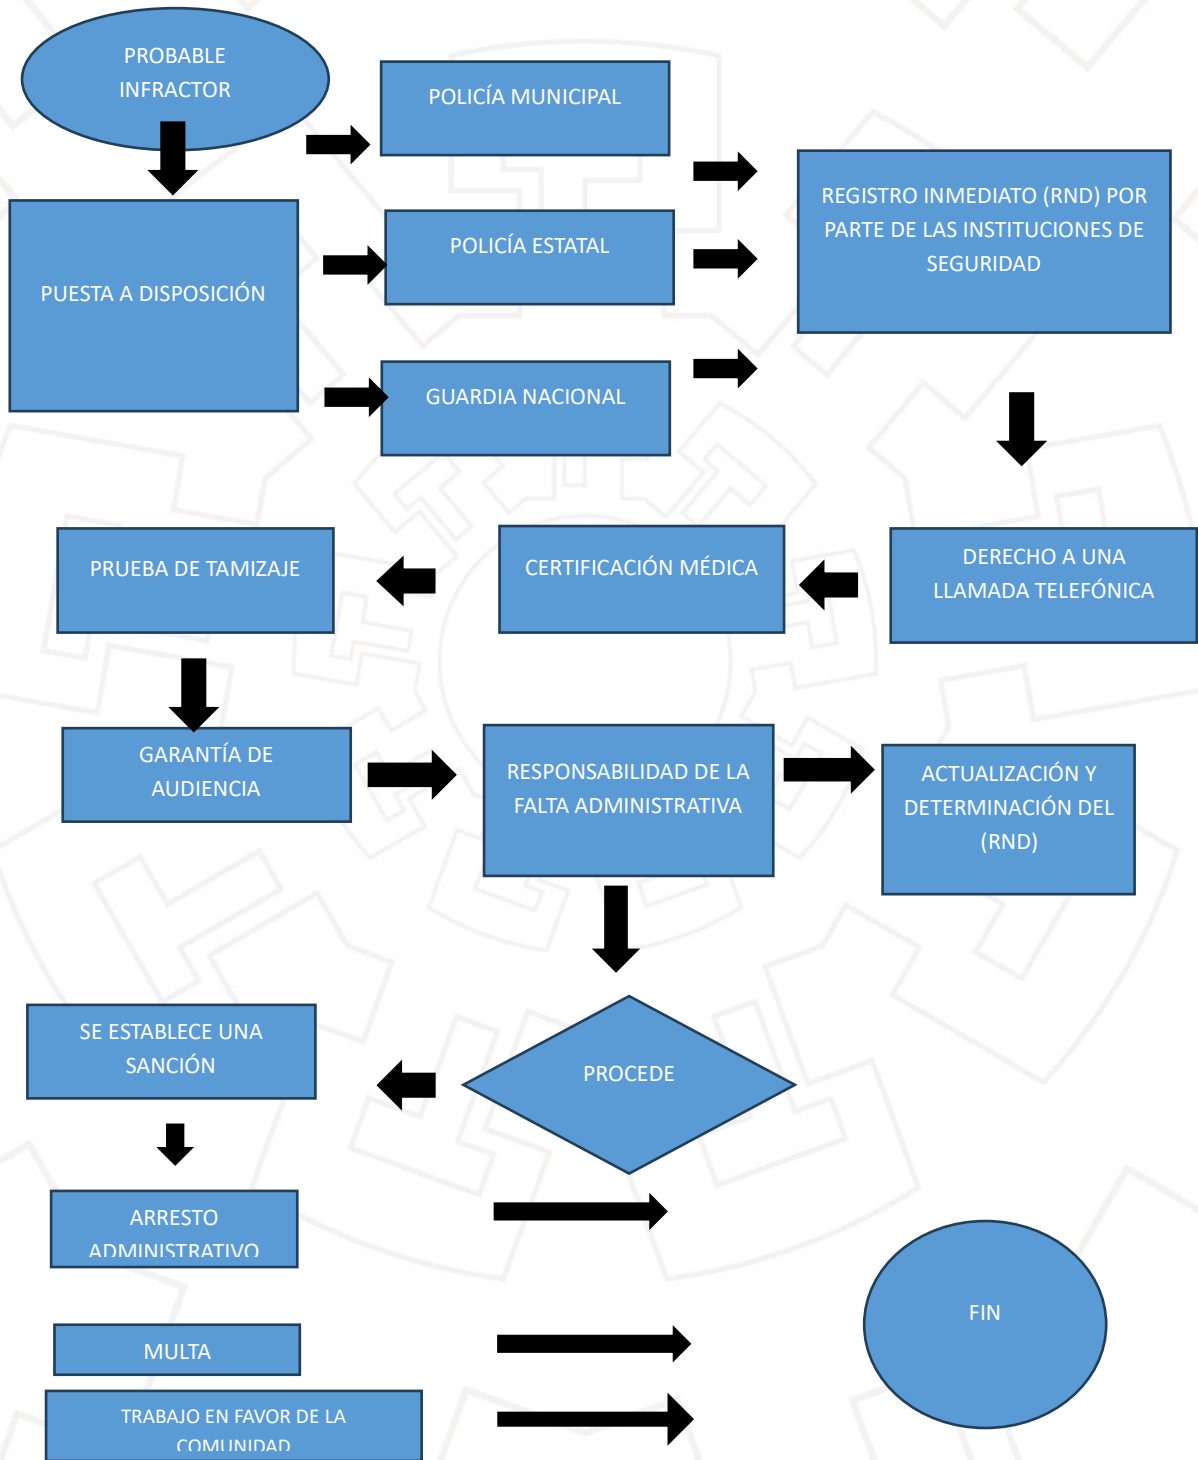 PROBABLE
INFRACTOR
POLICÍA MUNICIPAL
PUESTA A DISPOSICIÓN
POLICÍA ESTATAL
GUARDIA NACIONAL
REGISTRO INMEDIATO (RND) POR
PARTE DE LAS INSTITUCIONES DE
SEGURIDAD
DERECHO A UNA
LLAMADA TELEFÓNICA
CERTIFICACIÓN MÉDICA
PRUEBA DE TAMIZAJE
GARANTÍA DE
AUDIENCIA
RESPONSABILIDAD DE LA
FALTA ADMINISTRATIVA
ACTUALIZACIÓN Y
DETERMINACIÓN DEL
(RND)
PROCEDE
SE ESTABLECE UNA
SANCIÓN
ARRESTO
ADMINISTRATIVO
MULTA
TRABAJO EN FAVOR DE LA
COMUNIDAD
FIN